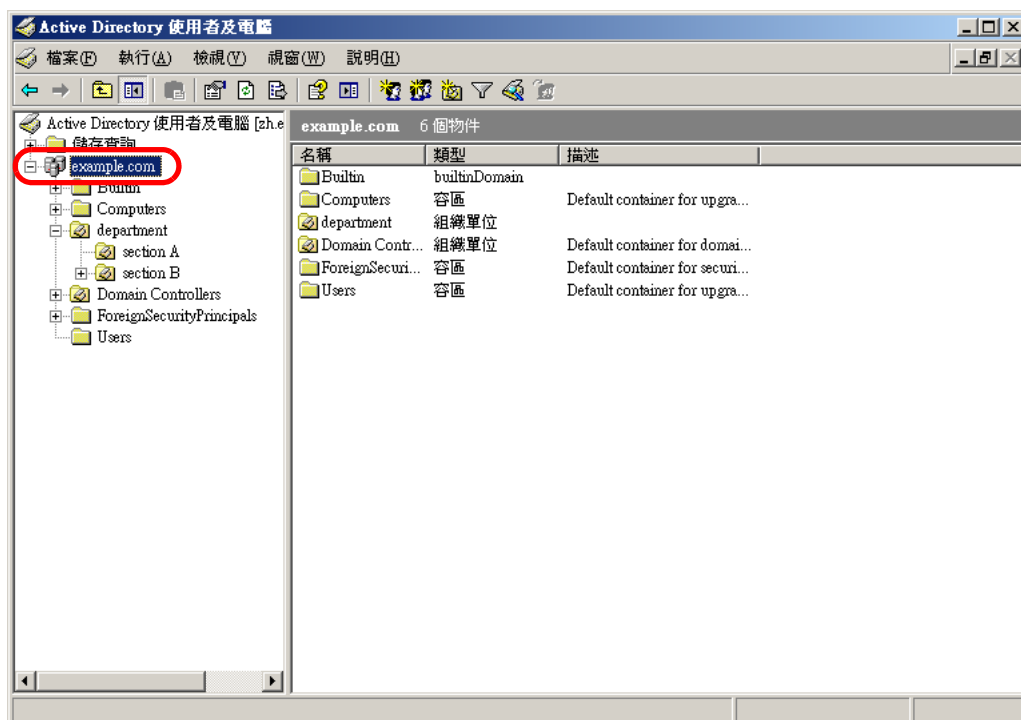 Active Directory 使用者及電腦
檔案(F) 執行(A) 檢視(V) 視窗(W) 說明(H)
Active Directory 使用者及電腦 [zh.e
儲存查詢
example.com
Builtin
Computers
department
section A
section B
Domain Controllers
ForeignSecurityPrincipals
Users
example.com 6 個物件
名稱 類型 描述
Builtin builtinDomain
Computers 容區 Default container for upgra...
department 組織單位
Domain Contr... 組織單位 Default container for domai...
ForeignSecuri... 容區 Default container for securi...
Users 容區 Default container for upgra...